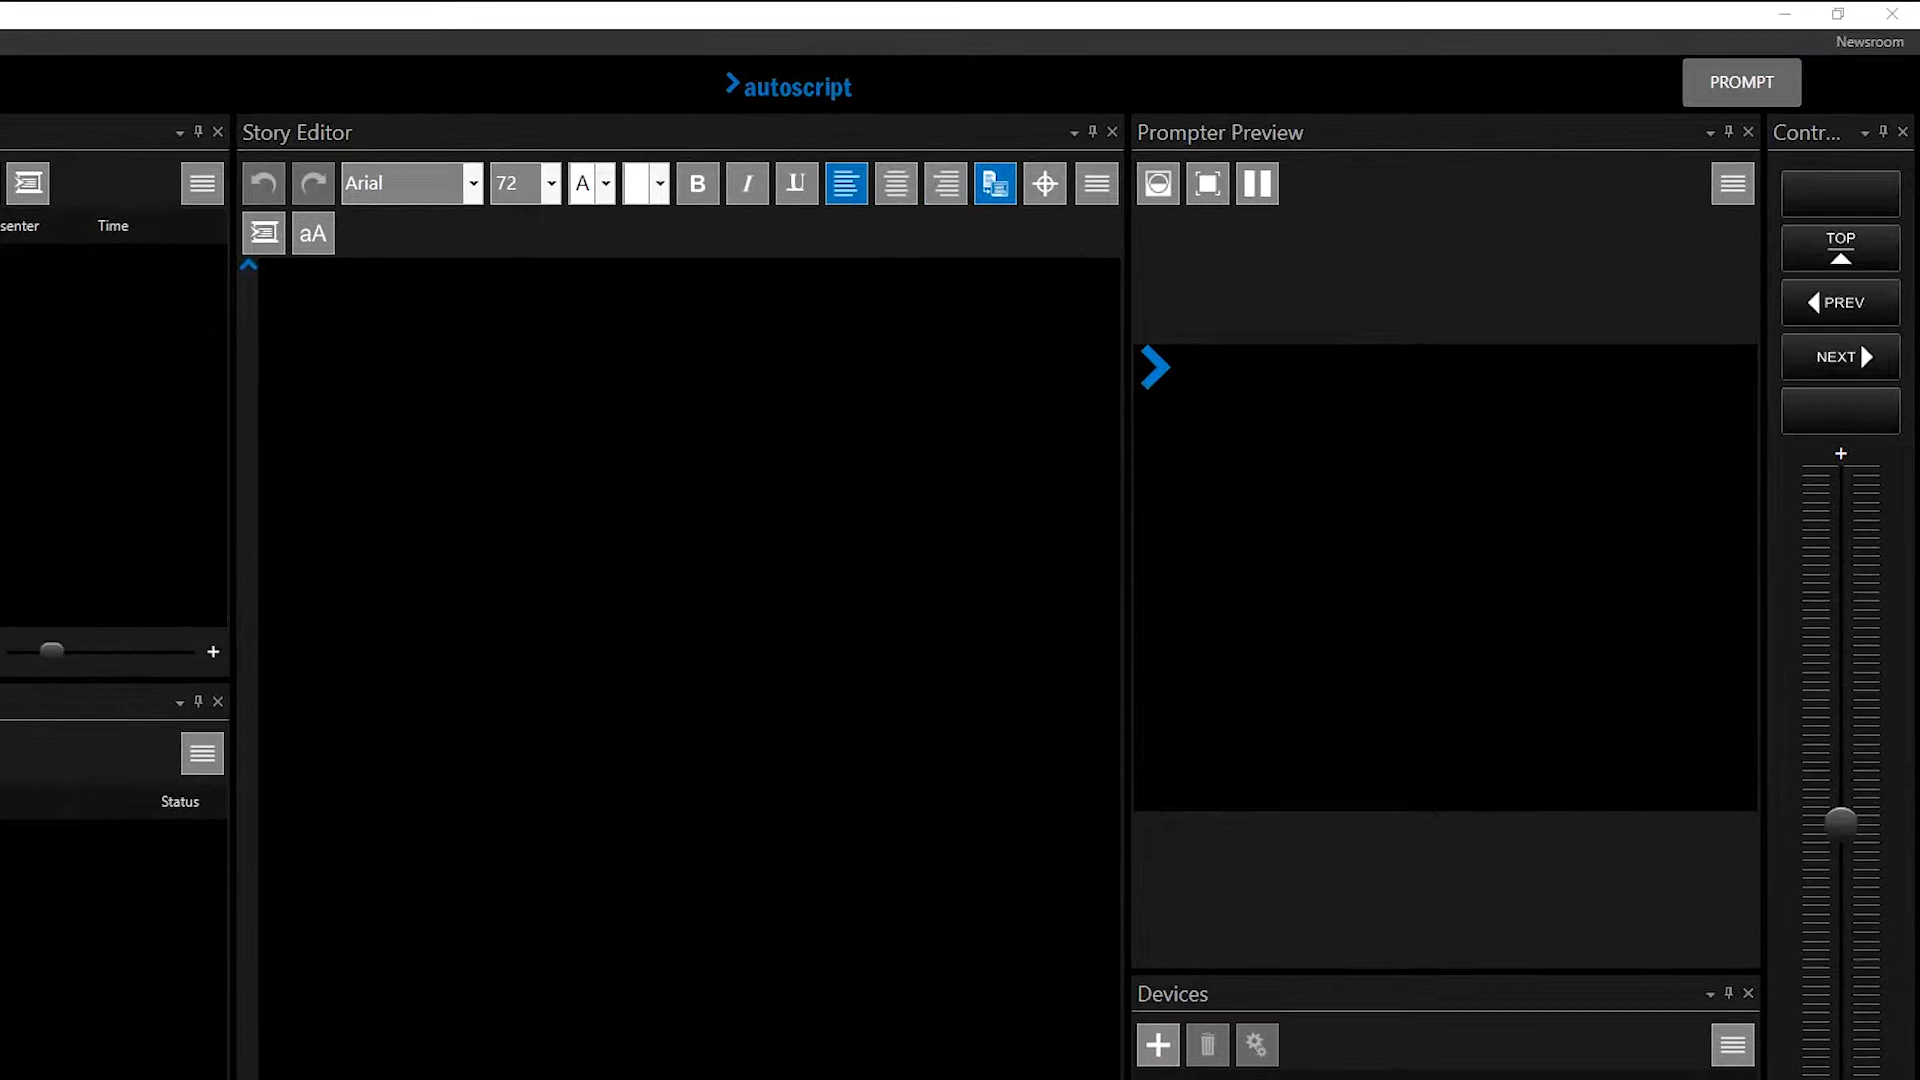 Newsroom
autoscript
PROMPT
Story Editor
Prompter Preview
Contr...
Arial
72
A
B
I
U
aA
senter
Time
TOP
PREV
NEXT
+
+
Status
Devices